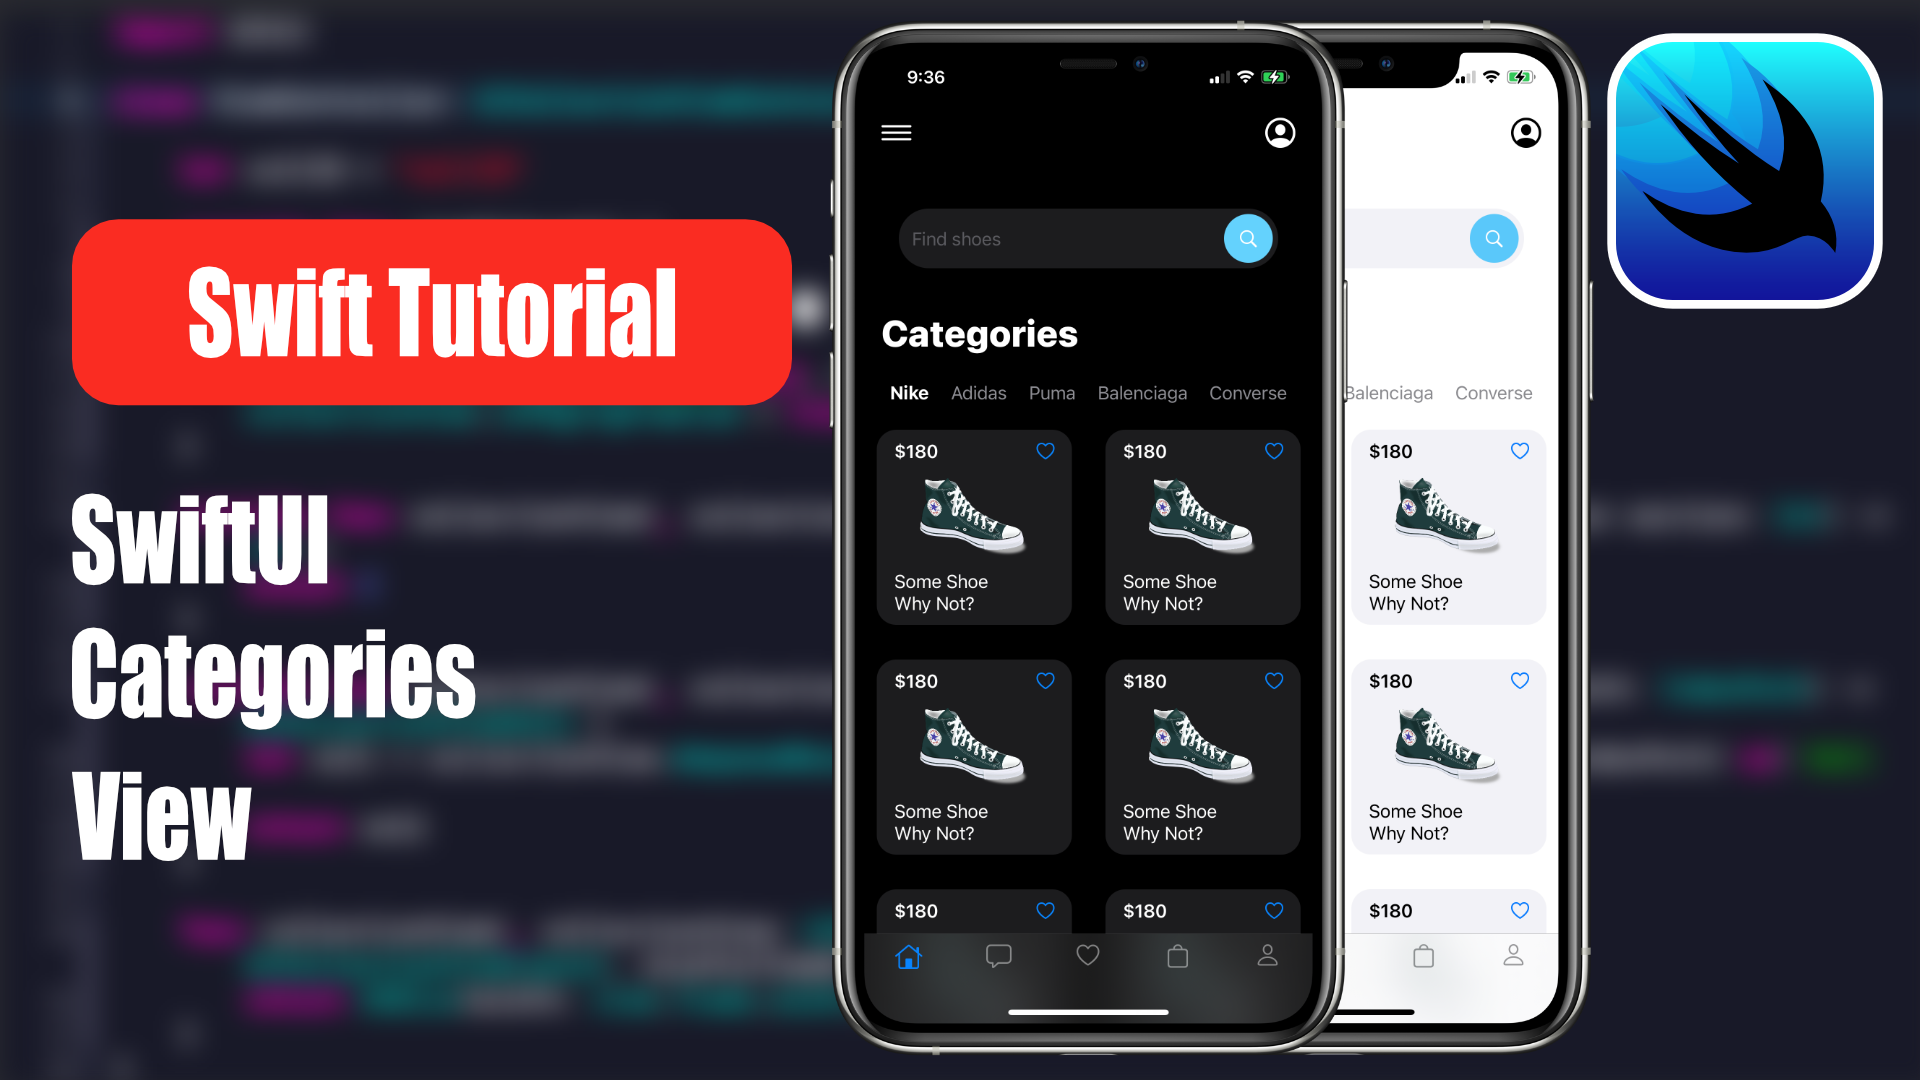 Swift Tutorial
SwiftUI
Categories
View
9:36
Find shoes
Categories
Nike Adidas Puma Balenciaga Converse
$180 $180
Some Shoe Some Shoe
Why Not? Why Not?
$180 $180
Some Shoe Some Shoe
Why Not? Why Not?
$180 $180
Balenciaga Converse
$180
Some Shoe
Why Not?
$180
Some Shoe
Why Not?
$180